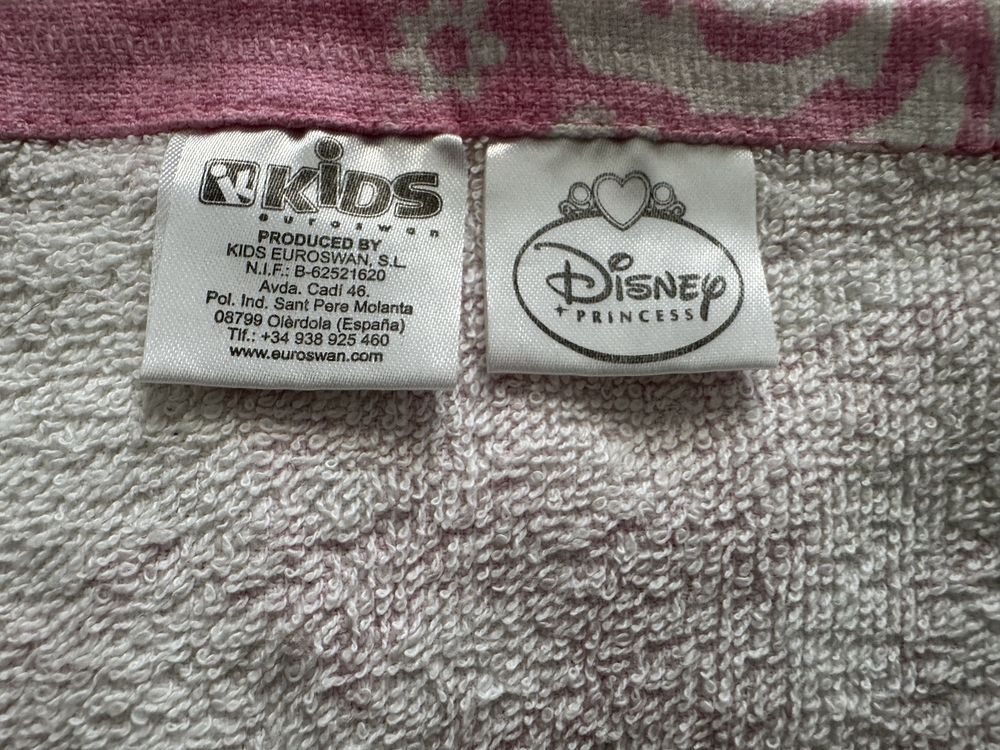 KiDS
euroswan
PRODUCED BY
KIDS EUROSWAN, S.L.
N.I.F.: B-62521620
Avda. Cadí 46,
Pol. Ind. Sant Pere Molanta
08799 Olèrdola (España)
Tlf.: +34 938 925 460
www.euroswan.com
Disney
PRINCESS